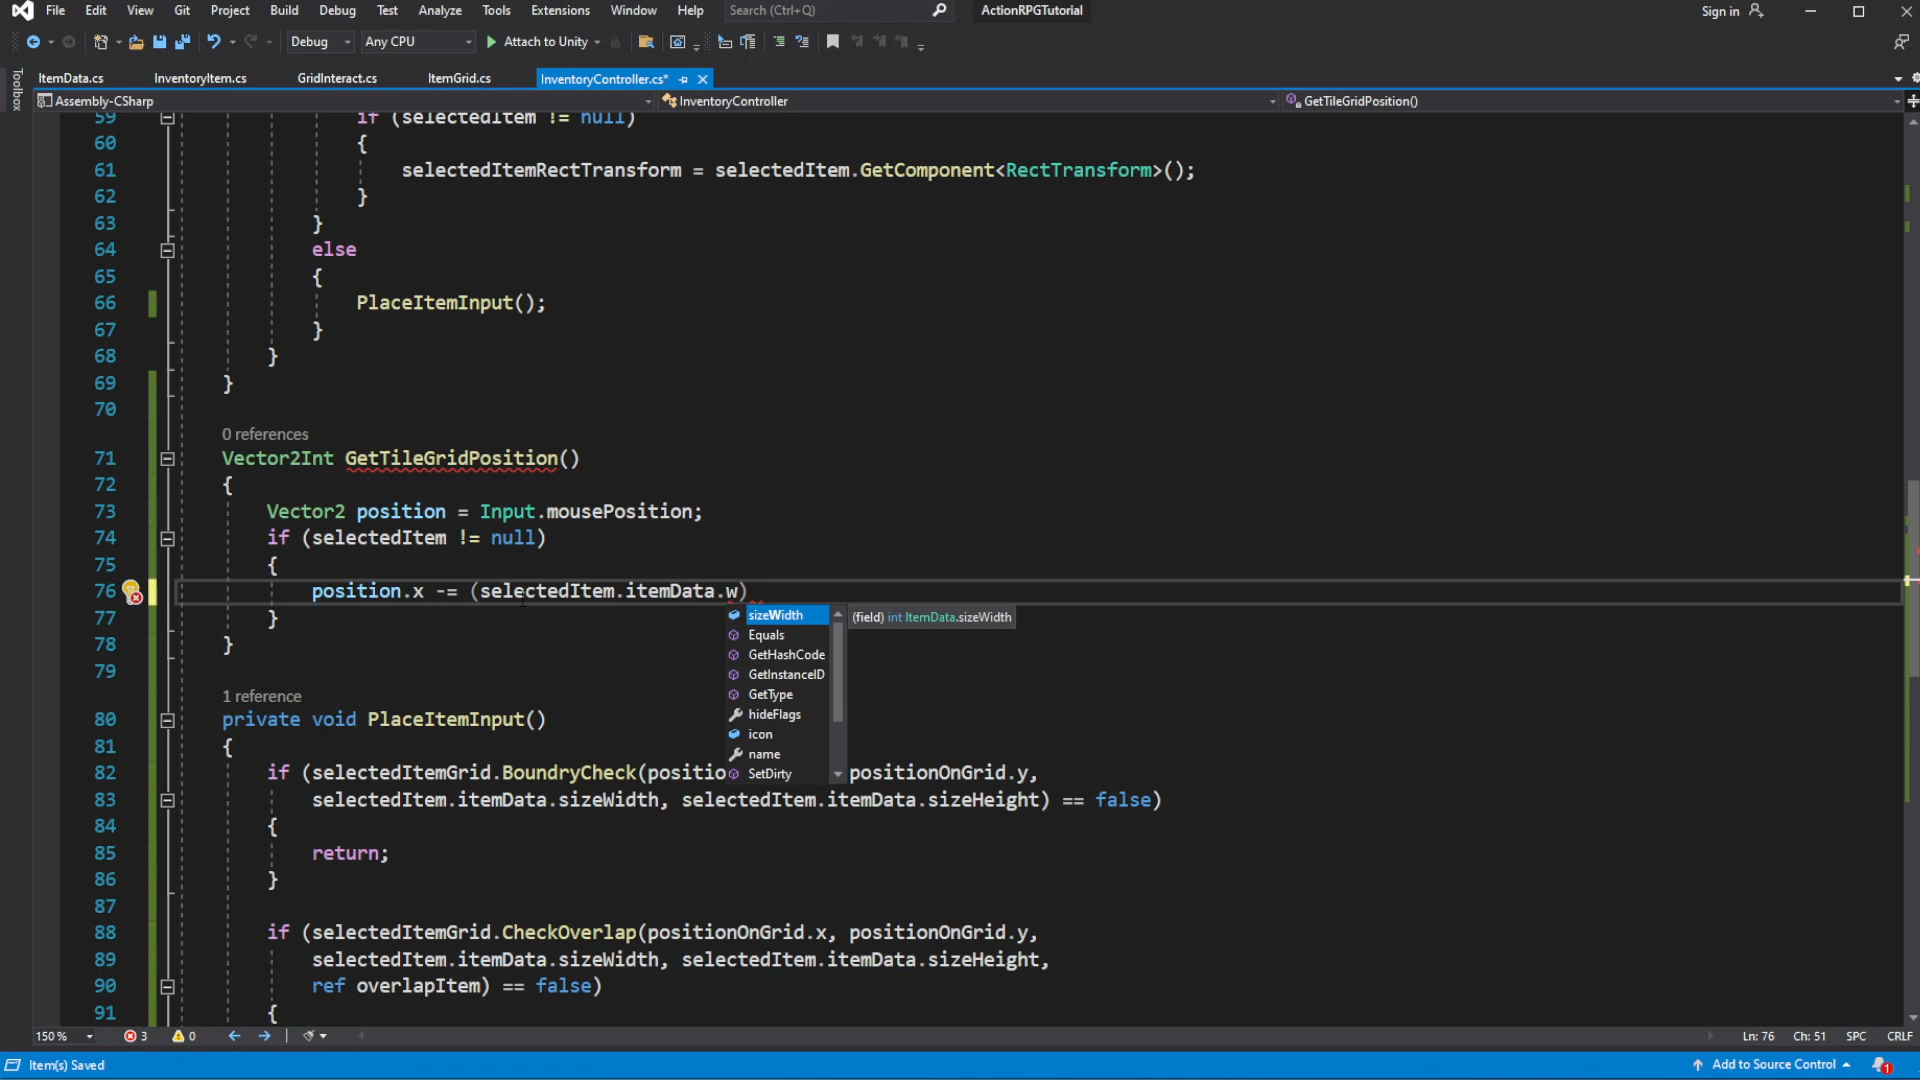 File Edit View Git Project Build Debug Test Analyze Tools Extensions Window Help Search (Ctrl+Q) ActionRPGTutorial Sign in
Debug Any CPU Attach to Unity
Toolbox
ItemData.cs InventoryItem.cs GridInteract.cs ItemGrid.cs InventoryController.cs*
Assembly-CSharp InventoryController GetTileGridPosition()
59 if (selectedItem != null)
60 {
61 selectedItemRectTransform = selectedItem.GetComponent<RectTransform>();
62 }
63 }
64 else
65 {
66 PlaceItemInput();
67 }
68 }
69 }
70
0 references
71 Vector2Int GetTileGridPosition()
72 {
73 Vector2 position = Input.mousePosition;
74 if (selectedItem != null)
75 {
76 position.x -= (selectedItem.itemData.w)
77 }
78 }
79
sizeWidth (field) int ItemData.sizeWidth
Equals
GetHashCode
GetInstanceID
GetType
hideFlags
icon
name
SetDirty
1 reference
80 private void PlaceItemInput()
81 {
82 if (selectedItemGrid.BoundryCheck(positio positionOnGrid.y,
83 selectedItem.itemData.sizeWidth, selectedItem.itemData.sizeHeight) == false)
84 {
85 return;
86 }
87
88 if (selectedItemGrid.CheckOverlap(positionOnGrid.x, positionOnGrid.y,
89 selectedItem.itemData.sizeWidth, selectedItem.itemData.sizeHeight,
90 ref overlapItem) == false)
91 {
150 % 3 0 Ln: 76 Ch: 51 SPC CRLF
Item(s) Saved Add to Source Control 1